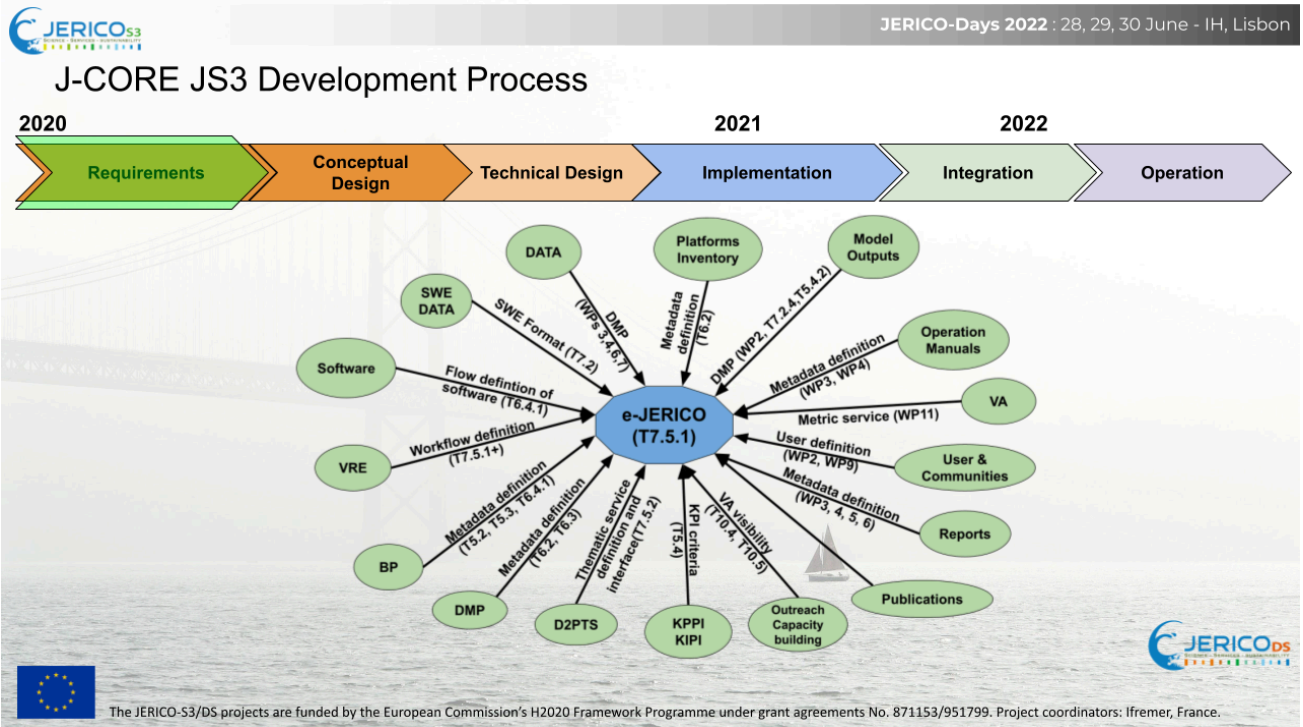 JERICO S3
SCIENCE - SERVICES - SUSTAINABILITY
JERICO-Days 2022 : 28, 29, 30 June - IH, Lisbon
J-CORE JS3 Development Process
2020
2021
2022
Requirements
Conceptual
Design
Technical Design
Implementation
Integration
Operation
DATA
Platforms
Inventory
Model
Outputs
SWE
DATA
DMP
(WPs 3,4,6,7)
Metadata
definition
(T6.2)
DMP (WP2, T7.2.4,T5.4.2)
SWE Format (T7.2)
Operation
Manuals
Software
Flow defintion of
software (T6.4.1)
Metadata definition
(WP3, WP4)
e-JERICO
(T7.5.1)
VA
Metric service (WP11)
VRE
Workflow definition
(T7.5.1+)
User definition
(WP2, WP9)
User &
Communities
BP
Metadata definition
(T5.2, T5.3, T6.4.1)
Metadata definition
(T6.2, T6.3)
Thematic service
definition and
interface(T7.5.2)
KPI criteria
(T5.4)
VA visibility
(T10.4, T10.5)
Metadata definition
(WP3, 4, 5, 6)
Reports
DMP
D2PTS
KPPI
KIPI
Outreach
Capacity
building
Publications
JERICO DS
SCIENCE - SERVICES - SUSTAINABILITY
The JERICO-S3/DS projects are funded by the European Commission's H2020 Framework Programme under grant agreements No. 871153/951799. Project coordinators: Ifremer, France.